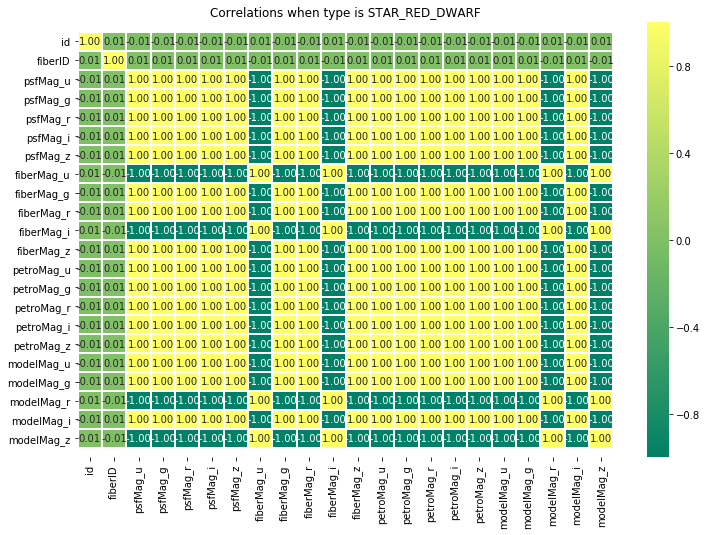 Correlations when type is STAR_RED_DWARF
id 1.00 0.01 -0.01 -0.01 -0.01 -0.01 -0.01 0.01 -0.01 -0.01 0.01 -0.01 -0.01 -0.01 -0.01 -0.01 -0.01 -0.01 -0.01 0.01 -0.01 0.01
fiberID 0.01 1.00 0.01 0.01 0.01 0.01 0.01 -0.01 0.01 0.01 -0.01 0.01 0.01 0.01 0.01 0.01 0.01 0.01 0.01 -0.01 0.01 -0.01
psfMag_u -0.01 0.01 1.00 1.00 1.00 1.00 1.00 -1.00 1.00 1.00 -1.00 1.00 1.00 1.00 1.00 1.00 1.00 1.00 1.00 -1.00 1.00 -1.00
psfMag_g -0.01 0.01 1.00 1.00 1.00 1.00 1.00 -1.00 1.00 1.00 -1.00 1.00 1.00 1.00 1.00 1.00 1.00 1.00 1.00 -1.00 1.00 -1.00
psfMag_r -0.01 0.01 1.00 1.00 1.00 1.00 1.00 -1.00 1.00 1.00 -1.00 1.00 1.00 1.00 1.00 1.00 1.00 1.00 1.00 -1.00 1.00 -1.00
psfMag_i -0.01 0.01 1.00 1.00 1.00 1.00 1.00 -1.00 1.00 1.00 -1.00 1.00 1.00 1.00 1.00 1.00 1.00 1.00 1.00 -1.00 1.00 -1.00
psfMag_z -0.01 0.01 1.00 1.00 1.00 1.00 1.00 -1.00 1.00 1.00 -1.00 1.00 1.00 1.00 1.00 1.00 1.00 1.00 1.00 -1.00 1.00 -1.00
fiberMag_u 0.01 -0.01 -1.00 -1.00 -1.00 -1.00 -1.00 1.00 -1.00 -1.00 1.00 -1.00 -1.00 -1.00 -1.00 -1.00 -1.00 -1.00 -1.00 1.00 -1.00 1.00
fiberMag_g -0.01 0.01 1.00 1.00 1.00 1.00 1.00 -1.00 1.00 1.00 -1.00 1.00 1.00 1.00 1.00 1.00 1.00 1.00 1.00 -1.00 1.00 -1.00
fiberMag_r -0.01 0.01 1.00 1.00 1.00 1.00 1.00 -1.00 1.00 1.00 -1.00 1.00 1.00 1.00 1.00 1.00 1.00 1.00 1.00 -1.00 1.00 -1.00
fiberMag_i 0.01 -0.01 -1.00 -1.00 -1.00 -1.00 -1.00 1.00 -1.00 -1.00 1.00 -1.00 -1.00 -1.00 -1.00 -1.00 -1.00 -1.00 -1.00 1.00 -1.00 1.00
fiberMag_z -0.01 0.01 1.00 1.00 1.00 1.00 1.00 -1.00 1.00 1.00 -1.00 1.00 1.00 1.00 1.00 1.00 1.00 1.00 1.00 -1.00 1.00 -1.00
petroMag_u -0.01 0.01 1.00 1.00 1.00 1.00 1.00 -1.00 1.00 1.00 -1.00 1.00 1.00 1.00 1.00 1.00 1.00 1.00 1.00 -1.00 1.00 -1.00
petroMag_g -0.01 0.01 1.00 1.00 1.00 1.00 1.00 -1.00 1.00 1.00 -1.00 1.00 1.00 1.00 1.00 1.00 1.00 1.00 1.00 -1.00 1.00 -1.00
petroMag_r -0.01 0.01 1.00 1.00 1.00 1.00 1.00 -1.00 1.00 1.00 -1.00 1.00 1.00 1.00 1.00 1.00 1.00 1.00 1.00 -1.00 1.00 -1.00
petroMag_i -0.01 0.01 1.00 1.00 1.00 1.00 1.00 -1.00 1.00 1.00 -1.00 1.00 1.00 1.00 1.00 1.00 1.00 1.00 1.00 -1.00 1.00 -1.00
petroMag_z -0.01 0.01 1.00 1.00 1.00 1.00 1.00 -1.00 1.00 1.00 -1.00 1.00 1.00 1.00 1.00 1.00 1.00 1.00 1.00 -1.00 1.00 -1.00
modelMag_u -0.01 0.01 1.00 1.00 1.00 1.00 1.00 -1.00 1.00 1.00 -1.00 1.00 1.00 1.00 1.00 1.00 1.00 1.00 1.00 -1.00 1.00 -1.00
modelMag_g -0.01 0.01 1.00 1.00 1.00 1.00 1.00 -1.00 1.00 1.00 -1.00 1.00 1.00 1.00 1.00 1.00 1.00 1.00 1.00 -1.00 1.00 -1.00
modelMag_r 0.01 -0.01 -1.00 -1.00 -1.00 -1.00 -1.00 1.00 -1.00 -1.00 1.00 -1.00 -1.00 -1.00 -1.00 -1.00 -1.00 -1.00 -1.00 1.00 -1.00 1.00
modelMag_i -0.01 0.01 1.00 1.00 1.00 1.00 1.00 -1.00 1.00 1.00 -1.00 1.00 1.00 1.00 1.00 1.00 1.00 1.00 1.00 -1.00 1.00 -1.00
modelMag_z 0.01 -0.01 -1.00 -1.00 -1.00 -1.00 -1.00 1.00 -1.00 -1.00 1.00 -1.00 -1.00 -1.00 -1.00 -1.00 -1.00 -1.00 -1.00 1.00 -1.00 1.00
id fiberID psfMag_u psfMag_g psfMag_r psfMag_i psfMag_z fiberMag_u fiberMag_g fiberMag_r fiberMag_i fiberMag_z petroMag_u petroMag_g petroMag_r petroMag_i petroMag_z modelMag_u modelMag_g modelMag_r modelMag_i modelMag_z
0.8
0.4
0.0
−0.4
−0.8